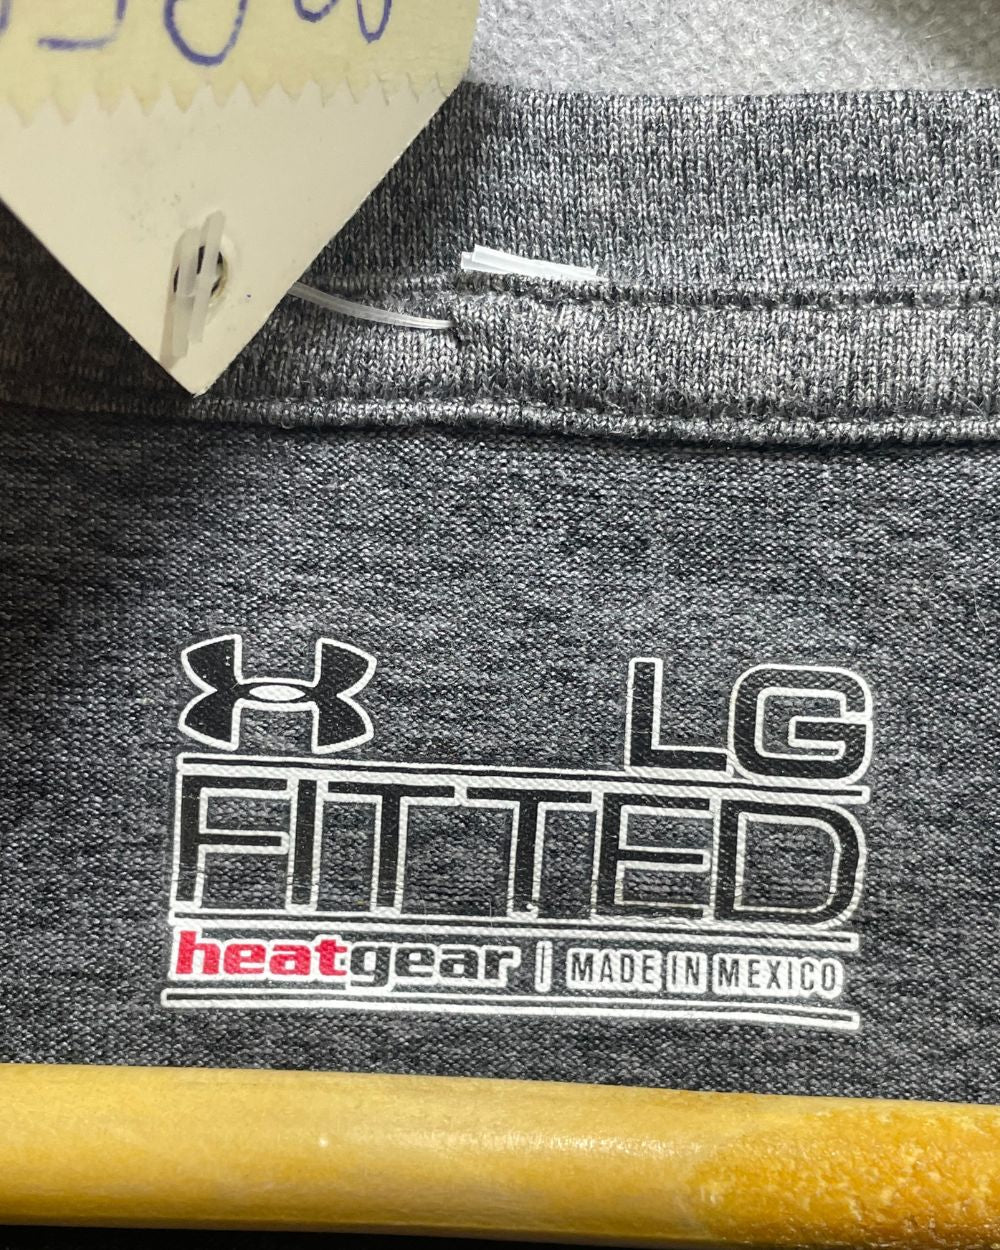 LG
FITTED
heatgear | MADE IN MEXICO